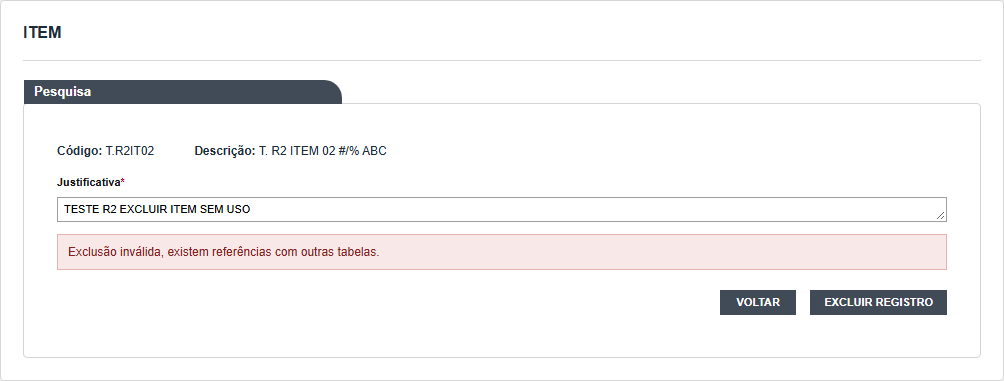 ITEM
Pesquisa
Código: T.R2IT02 Descrição: T. R2 ITEM 02 #/% ABC
Justificativa*
TESTE R2 EXCLUIR ITEM SEM USO
Exclusão inválida, existem referências com outras tabelas.
VOLTAR EXCLUIR REGISTRO